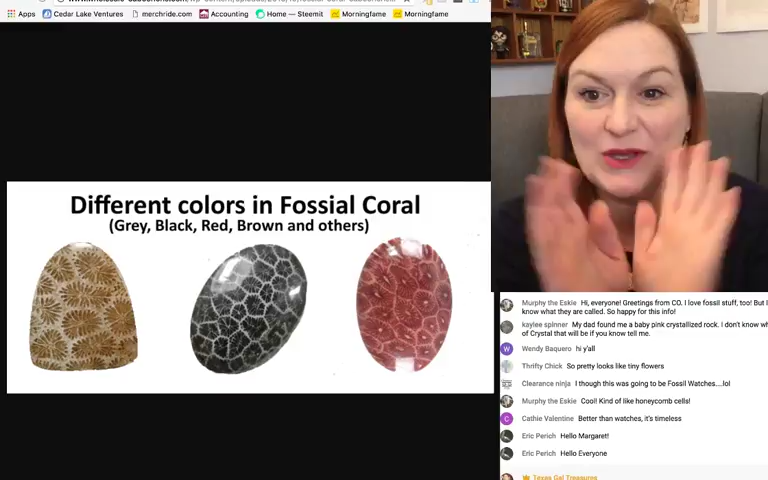 Apps Cedar Lake Ventures merchride.com Accounting Home — Steemit Morningfame Morningfame
Different colors in Fossial Coral
(Grey, Black, Red, Brown and others)
Murphy the Eskie Hi, everyone! Greetings from CO. I love fossil stuff, too! But I
know what they are called. So happy for this info!
kaylee spinner My dad found me a baby pink crystallized rock. I don't know
of Crystal that will be if you know tell me.
W Wendy Baquero hi y'all
Thrifty Chick So pretty looks like tiny flowers
Clearance ninja I though this was going to be Fossil Watches....lol
Murphy the Eskie Cool! Kind of like honeycomb cells!
C Cathie Valentine Better than watches, it's timeless
Eric Perich Hello Margaret!
Eric Perich Hello Everyone
Texas Gal Treasures